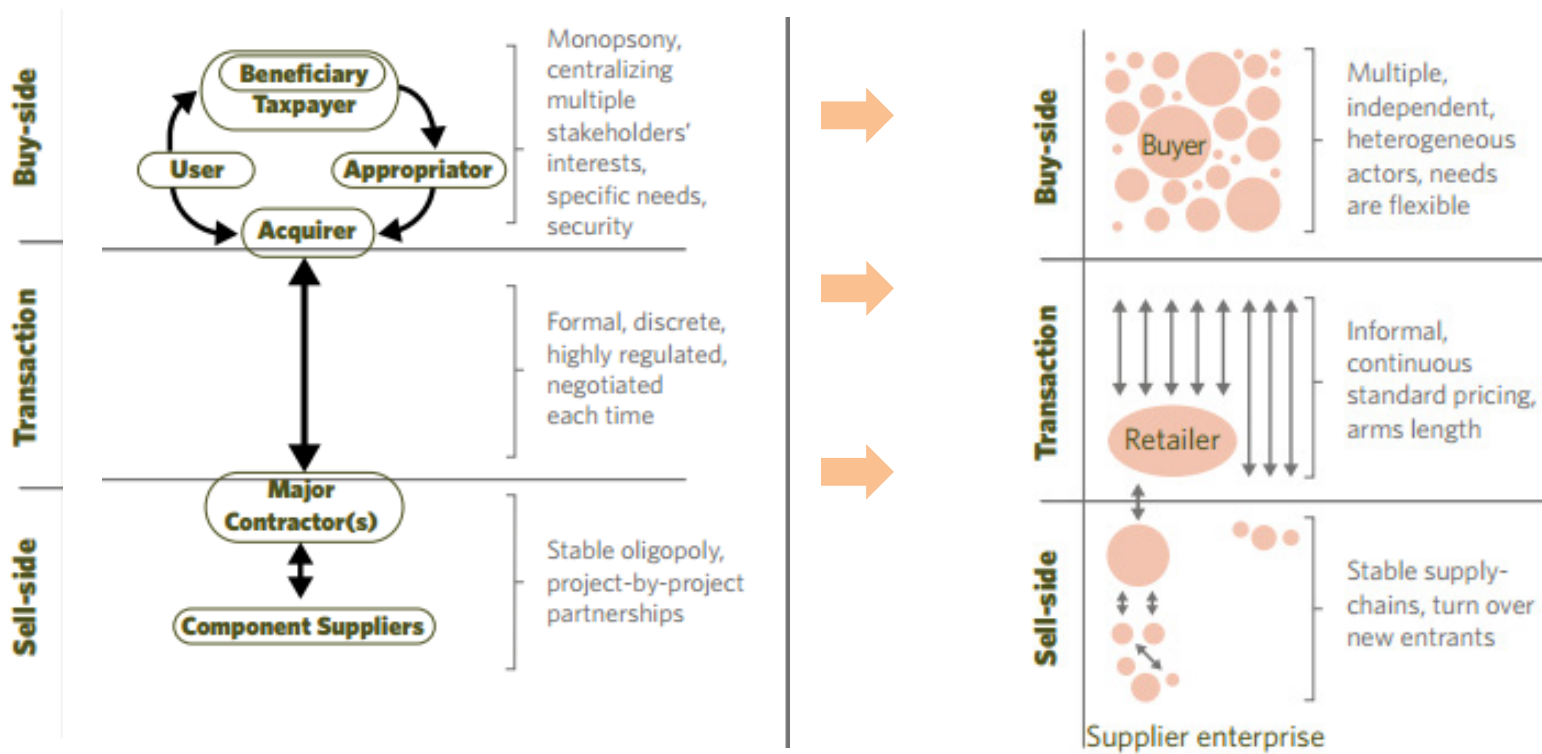 Buy-side
Beneficiary
Taxpayer
User
Appropriator
Acquirer
Monopsony,
centralizing
multiple
stakeholders'
interests,
specific needs,
security
Transaction
Formal, discrete,
highly regulated,
negotiated
each time
Sell-side
Major
Contractor(s)
Component Suppliers
Stable oligopoly,
project-by-project
partnerships
Buy-side
Buyer
Multiple,
independent,
heterogeneous
actors, needs
are flexible
Transaction
Retailer
Informal,
continuous
standard pricing,
arms length
Sell-side
Stable supply-
chains, turn over
new entrants
Supplier enterprise